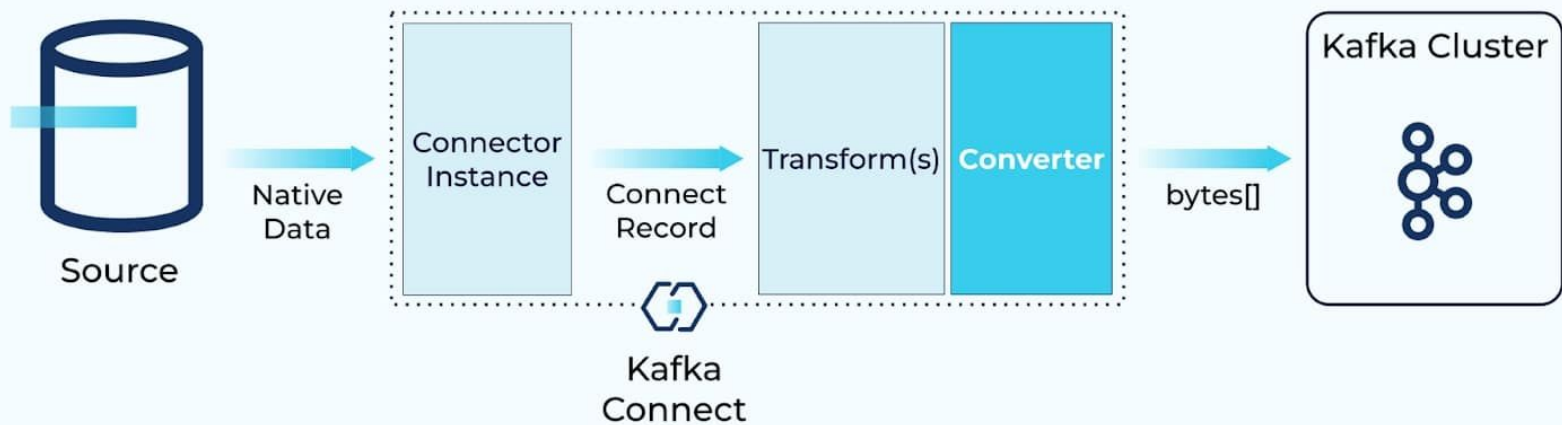 Source
Native
Data
Connector
Instance
Connect
Record
Transform(s)
Converter
bytes[]
Kafka Cluster
Kafka
Connect